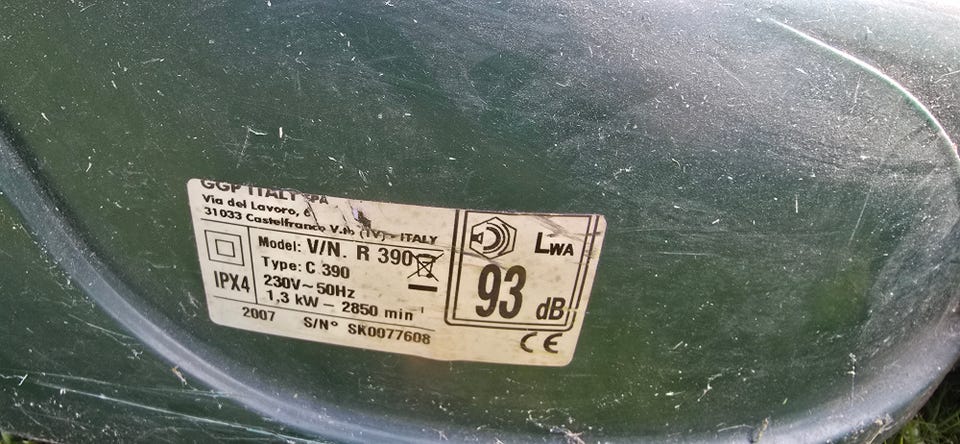 GGP ITALY SPA
Via del Lavoro, 6
31033 Castelfranco V.to (TV) - ITALY
Model: V/N. R 390
Type: C 390
IPX4
230V~50Hz
1,3 kW - 2850 min⁻¹
2007 S/N° SK0077608
LWA
93 dB
CE